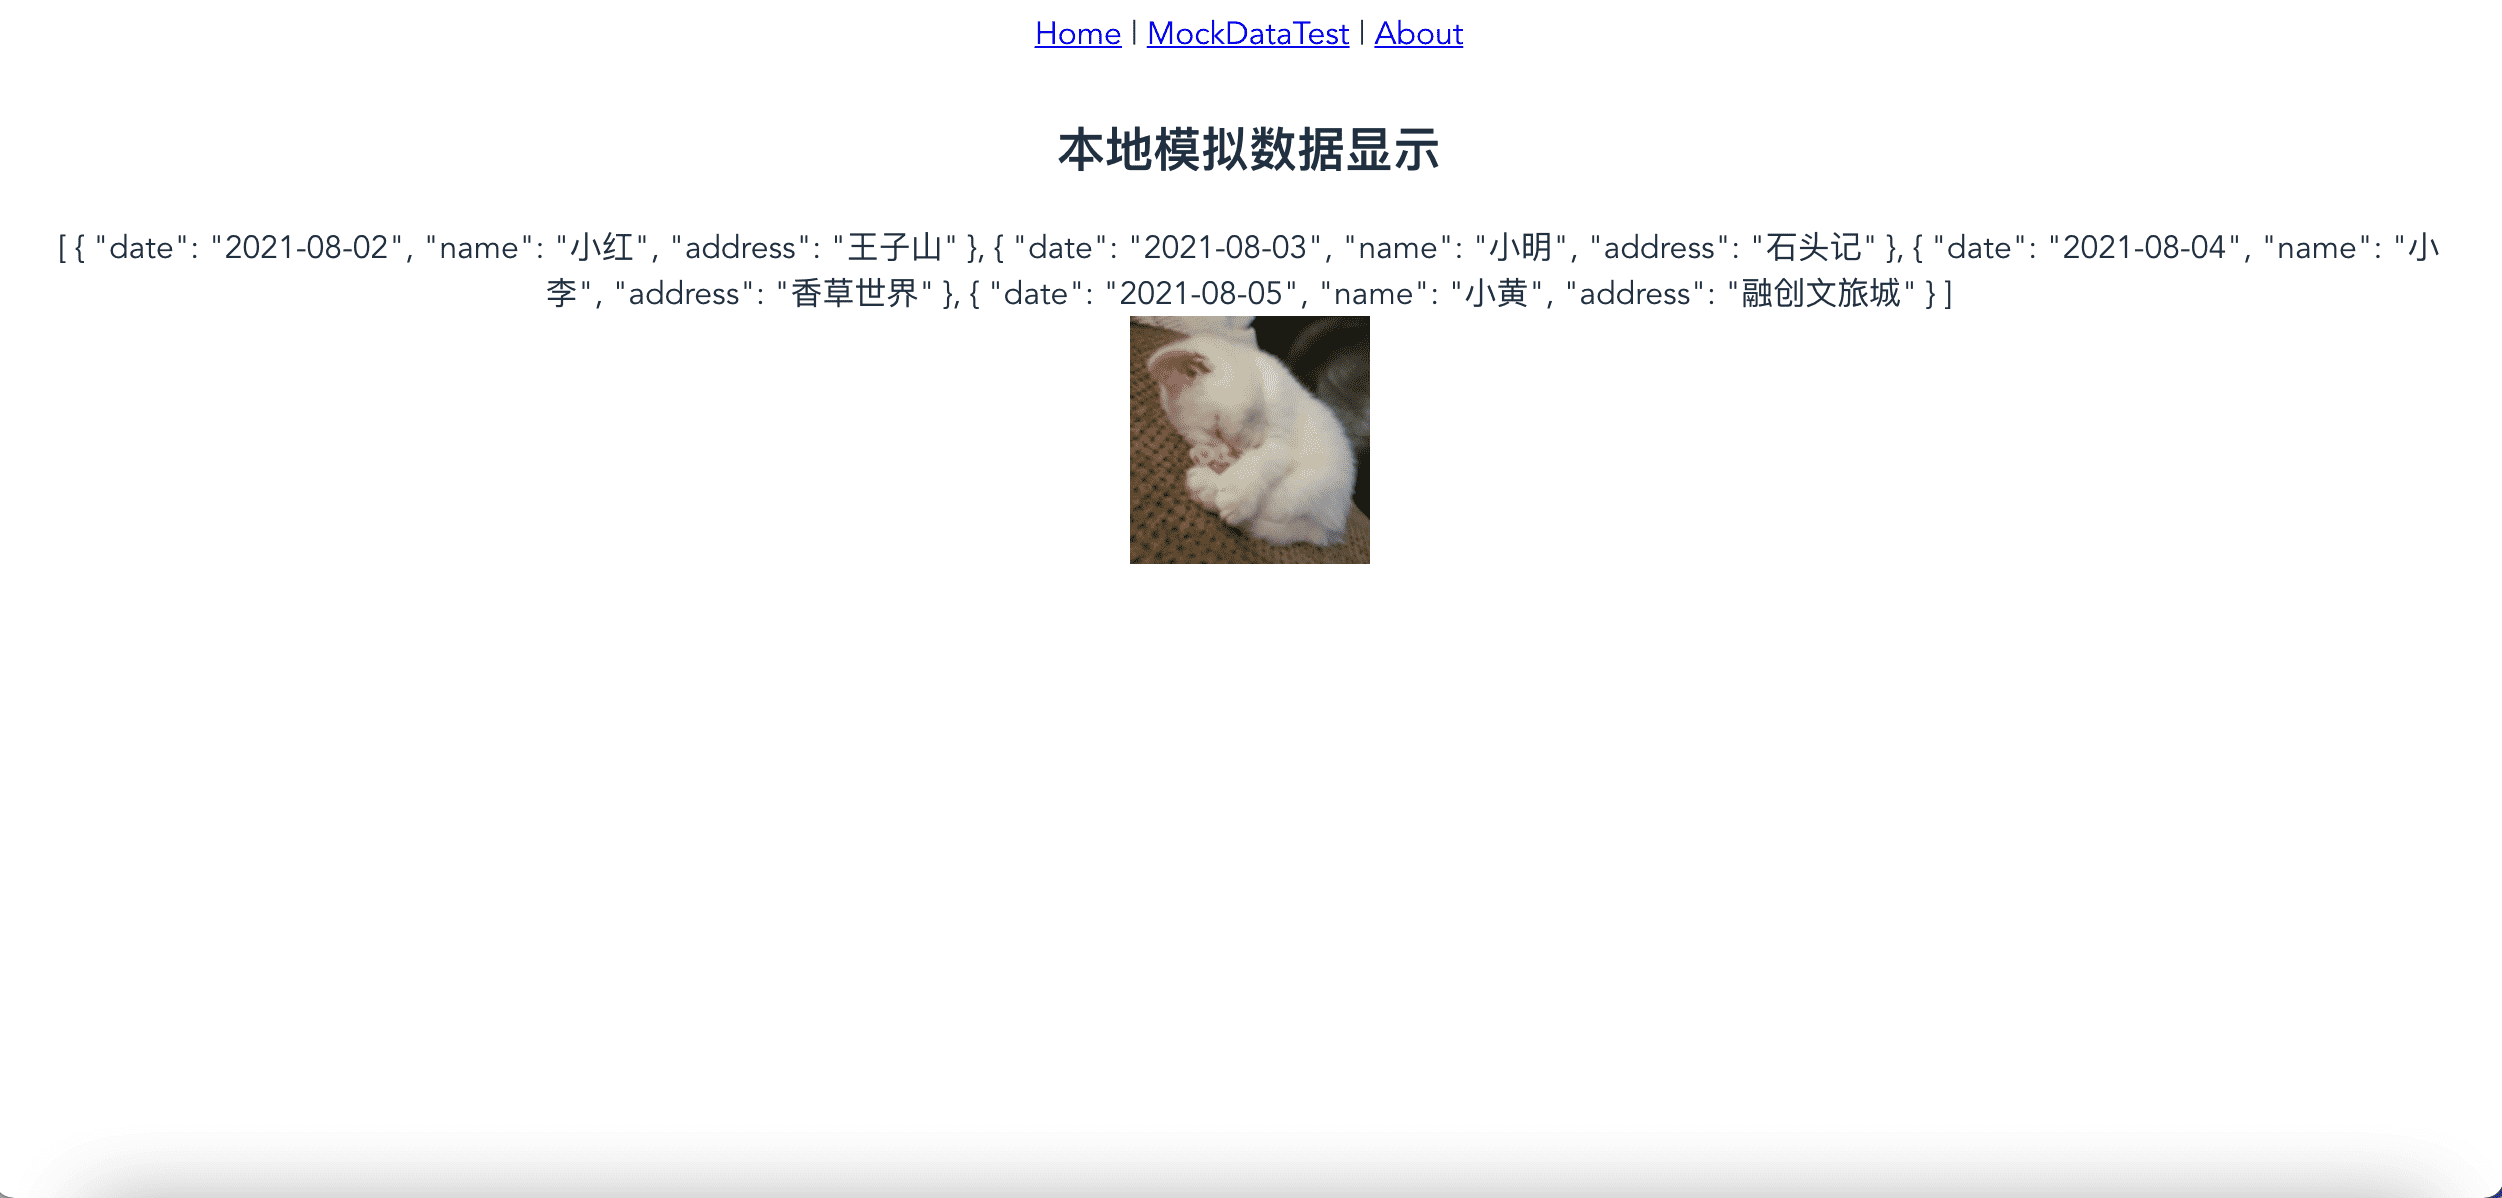 Home | MockDataTest | About
本地模拟数据显示
[ { "date": "2021-08-02", "name": "小红", "address": "王子山" }, { "date": "2021-08-03", "name": "小明", "address": "石头记" }, { "date": "2021-08-04", "name": "小
李", "address": "香草世界" }, { "date": "2021-08-05", "name": "小黄", "address": "融创文旅城" } ]